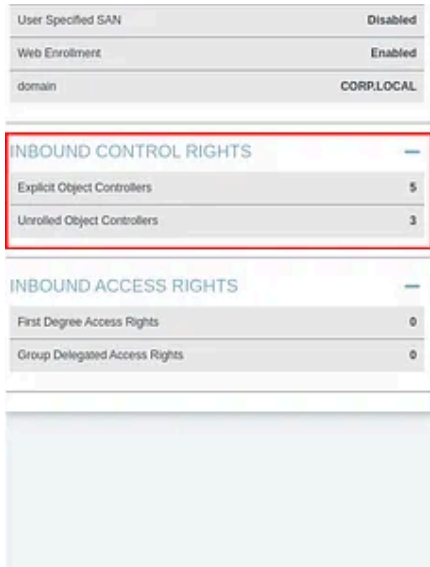 User Specified SAN Disabled
Web Enrollment Enabled
domain CORP.LOCAL
INBOUND CONTROL RIGHTS
Explicit Object Controllers 5
Unrolled Object Controllers 3
INBOUND ACCESS RIGHTS
First Degree Access Rights 0
Group Delegated Access Rights 0